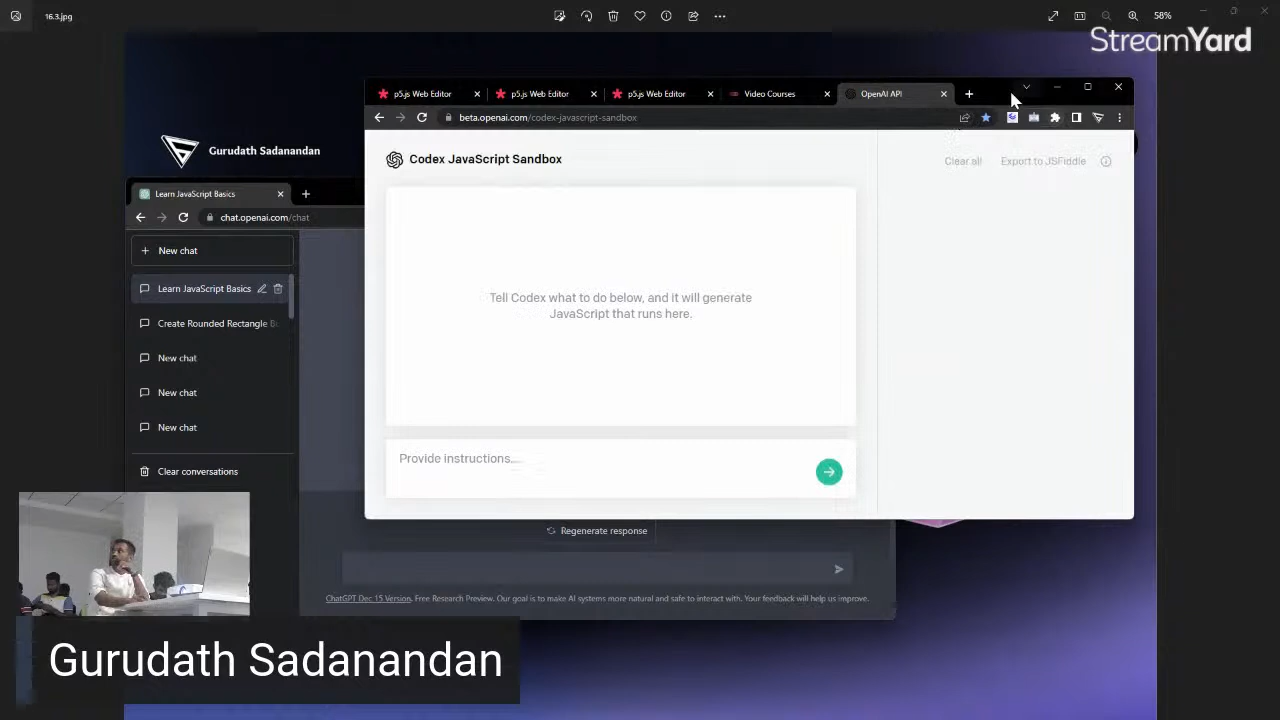 16.3.jpg
58%
StreamYard
Gurudath Sadanandan
p5.js Web Editor
p5.js Web Editor
p5.js Web Editor
Video Courses
OpenAI API
beta.openai.com/codex-javascript-sandbox
Codex JavaScript Sandbox
Clear all
Export to JSFiddle
Tell Codex what to do below, and it will generate
JavaScript that runs here.
Provide instructions...
Learn JavaScript Basics
chat.openai.com/chat
New chat
Learn JavaScript Basics
Create Rounded Rectangle Bu
New chat
New chat
New chat
Clear conversations
Regenerate response
ChatGPT Dec 15 Version. Free Research Preview. Our goal is to make AI systems more natural and safe to interact with. Your feedback will help us improve.
Gurudath Sadanandan